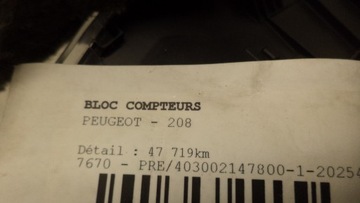 BLOC COMPTEURS
PEUGEOT - 208
Détail : 47 719km
7670 - PRE/403002147800-1-20254